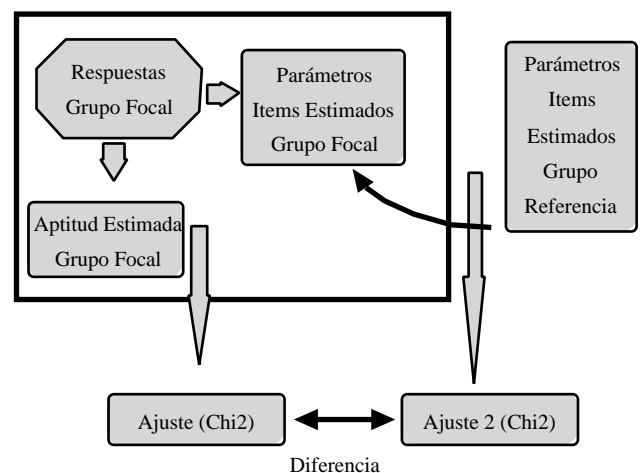 Respuestas
Grupo Focal
Parámetros
Items Estimados
Grupo Focal
Parámetros
Items
Estimados
Grupo
Referencia
Aptitud Estimada
Grupo Focal
Ajuste (Chi2)
Ajuste 2 (Chi2)
Diferencia